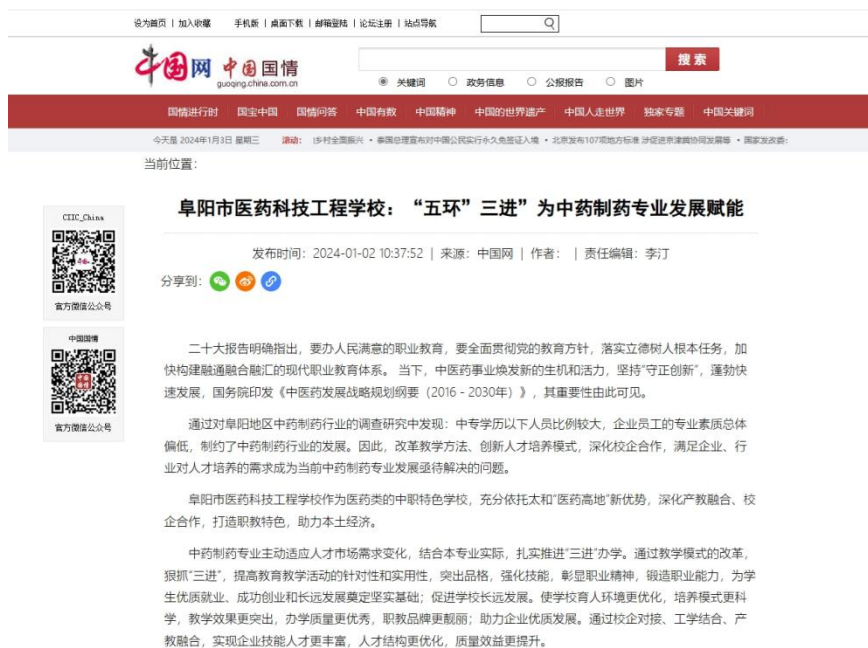 设为首页 | 加入收藏 手机版 | 桌面下载 | 邮箱登陆 | 论坛注册 | 站点导航
中国网 中国国情
guoqing.china.com.cn
搜索
关键词 政务信息 公报报告 图片
国情进行时 国宝中国 国情问答 中国有数 中国精神 中国的世界遗产 中国人走世界 独家专题 中国关键词
今天是 2024年1月3日 星期三 滚动: 乡村全面振兴 • 泰国总理宣布对中国公民实行永久免签证入境 • 北京发布107项地方标准 涉促进京津冀协同发展等 • 国家发改委:
当前位置:
CIIC_China
官方微信公众号
中国国情
官方微信公众号
阜阳市医药科技工程学校：“五环”三进”为中药制药专业发展赋能
发布时间：2024-01-02 10:37:52 | 来源：中国网 | 作者： | 责任编辑：李汀
分享到:
二十大报告明确指出，要办人民满意的职业教育，要全面贯彻党的教育方针，落实立德树人根本任务，加
快构建融通融合融汇的现代职业教育体系。 当下，中医药事业焕发新的生机和活力，坚持“守正创新”，蓬勃快
速发展，国务院印发《中医药发展战略规划纲要（2016 - 2030年）》，其重要性由此可见。
通过对阜阳地区中药制药行业的调查研究中发现：中专学历以下人员比例较大，企业员工的专业素质总体
偏低，制约了中药制药行业的发展。因此，改革教学方法、创新人才培养模式，深化校企合作，满足企业、行
业对人才培养的需求成为当前中药制药专业发展亟待解决的问题。
阜阳市医药科技工程学校作为医药类的中职特色学校，充分依托太和“医药高地”新优势，深化产教融合、校
企合作，打造职教特色，助力本土经济。
中药制药专业主动适应人才市场需求变化，结合本专业实际，扎实推进“三进”办学。通过教学模式的改革，
狠抓“三进”，提高教育教学活动的针对性和实用性，突出品格，强化技能，彰显职业精神，锻造职业能力，为学
生优质就业、成功创业和长远发展奠定坚实基础；促进学校长远发展。使学校育人环境更优化，培养模式更科
学，教学效果更突出，办学质量更优秀，职教品牌更靓丽；助力企业优质发展。通过校企对接、工学结合、产
教融合，实现企业技能人才更丰富，人才结构更优化，质量效益更提升。